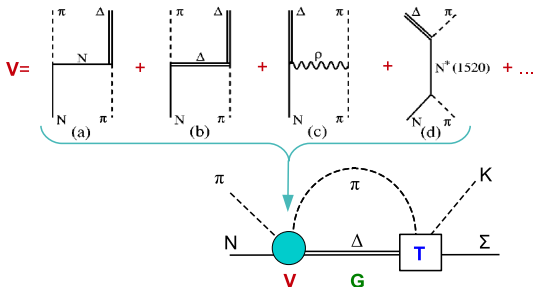 π Δ π Δ Δ π Δ π
V= N + Δ + ρ + N* (1520) + ...
N π N π N π N π
(a) (b) (c) (d)
π π K
N Δ T Σ
V G